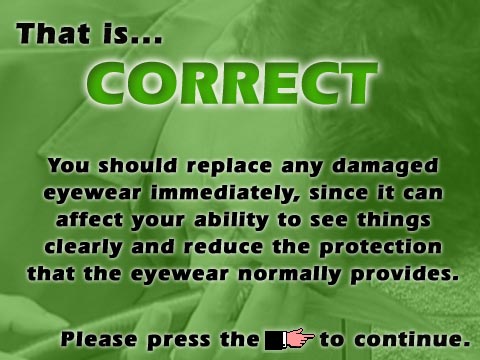 That is...
CORRECT
You should replace any damaged
eyewear immediately, since it can
affect your ability to see things
clearly and reduce the protection
that the eyewear normally provides.
Please press the to continue.